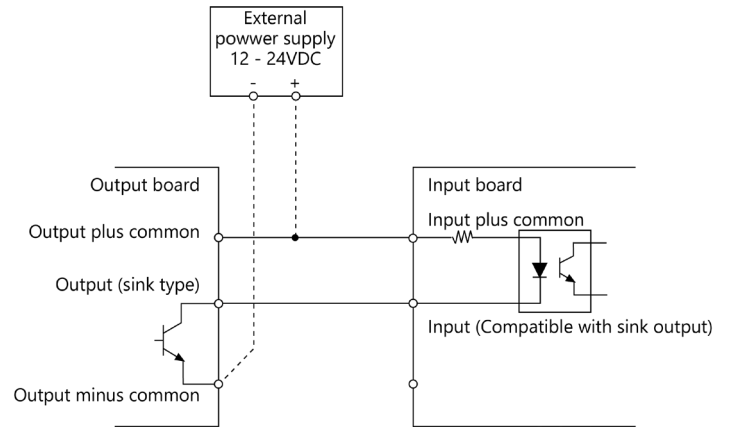 External
powwer supply
12 - 24VDC
- +
Output board
Input board
Output plus common
Input plus common
Output (sink type)
Input (Compatible with sink output)
Output minus common